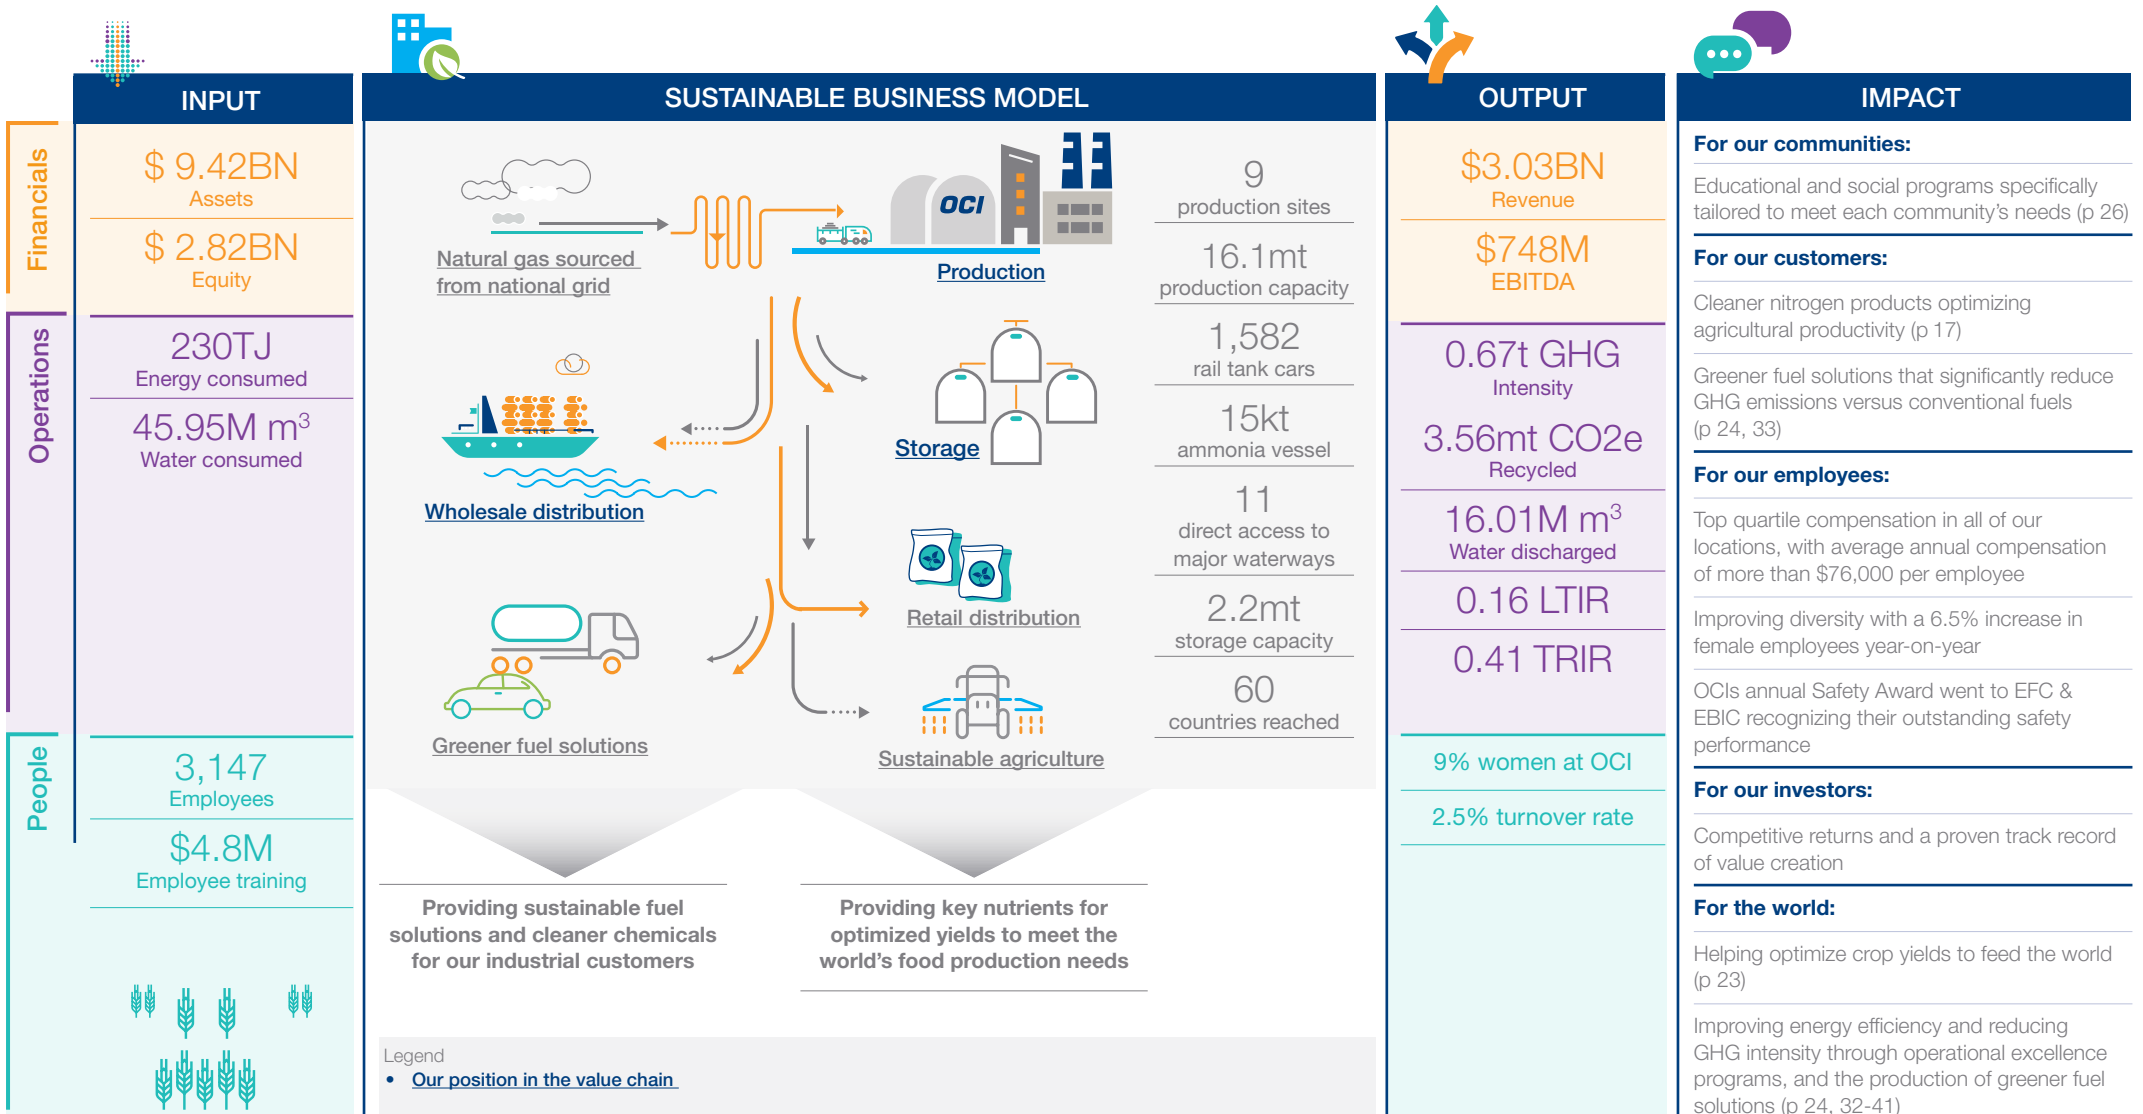 INPUT
Financials
$ 9.42BN
Assets
$ 2.82BN
Equity
Operations
230TJ
Energy consumed
45.95M m3
Water consumed
People
3,147
Employees
$4.8M
Employee training
SUSTAINABLE BUSINESS MODEL
Natural gas sourced
from national grid
OCI
Production
Storage
Wholesale distribution
Retail distribution
Greener fuel solutions
Sustainable agriculture
9
production sites
16.1mt
production capacity
1,582
rail tank cars
15kt
ammonia vessel
11
direct access to
major waterways
2.2mt
storage capacity
60
countries reached
Providing sustainable fuel
solutions and cleaner chemicals
for our industrial customers
Providing key nutrients for
optimized yields to meet the
world's food production needs
Legend
• Our position in the value chain
OUTPUT
$3.03BN
Revenue
$748M
EBITDA
0.67t GHG
Intensity
3.56mt CO2e
Recycled
16.01M m3
Water discharged
0.16 LTIR
0.41 TRIR
9% women at OCI
2.5% turnover rate
IMPACT
For our communities:
Educational and social programs specifically
tailored to meet each community's needs (p 26)
For our customers:
Cleaner nitrogen products optimizing
agricultural productivity (p 17)
Greener fuel solutions that significantly reduce
GHG emissions versus conventional fuels
(p 24, 33)
For our employees:
Top quartile compensation in all of our
locations, with average annual compensation
of more than $76,000 per employee
Improving diversity with a 6.5% increase in
female employees year-on-year
OCIs annual Safety Award went to EFC &
EBIC recognizing their outstanding safety
performance
For our investors:
Competitive returns and a proven track record
of value creation
For the world:
Helping optimize crop yields to feed the world
(p 23)
Improving energy efficiency and reducing
GHG intensity through operational excellence
programs, and the production of greener fuel
solutions (p 24, 32-41)